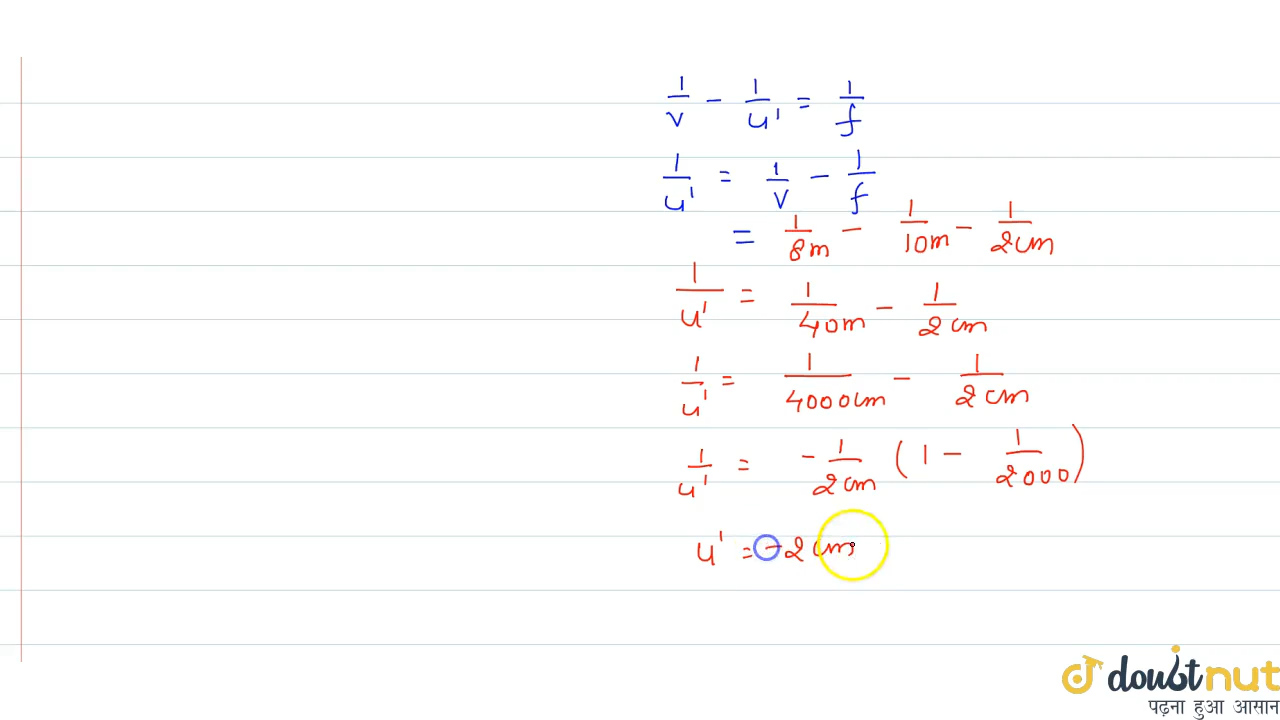 1/v - 1/u' = 1/f
1/u' = 1/v - 1/f
= 1/8m - 1/10m - 1/2cm
1/u' = 1/40m - 1/2cm
1/u' = 1/4000cm - 1/2cm
1/u' = -1/2cm (1 - 1/2000)
u' = -2cm
doubtnut
पढ़ना हुआ आसान